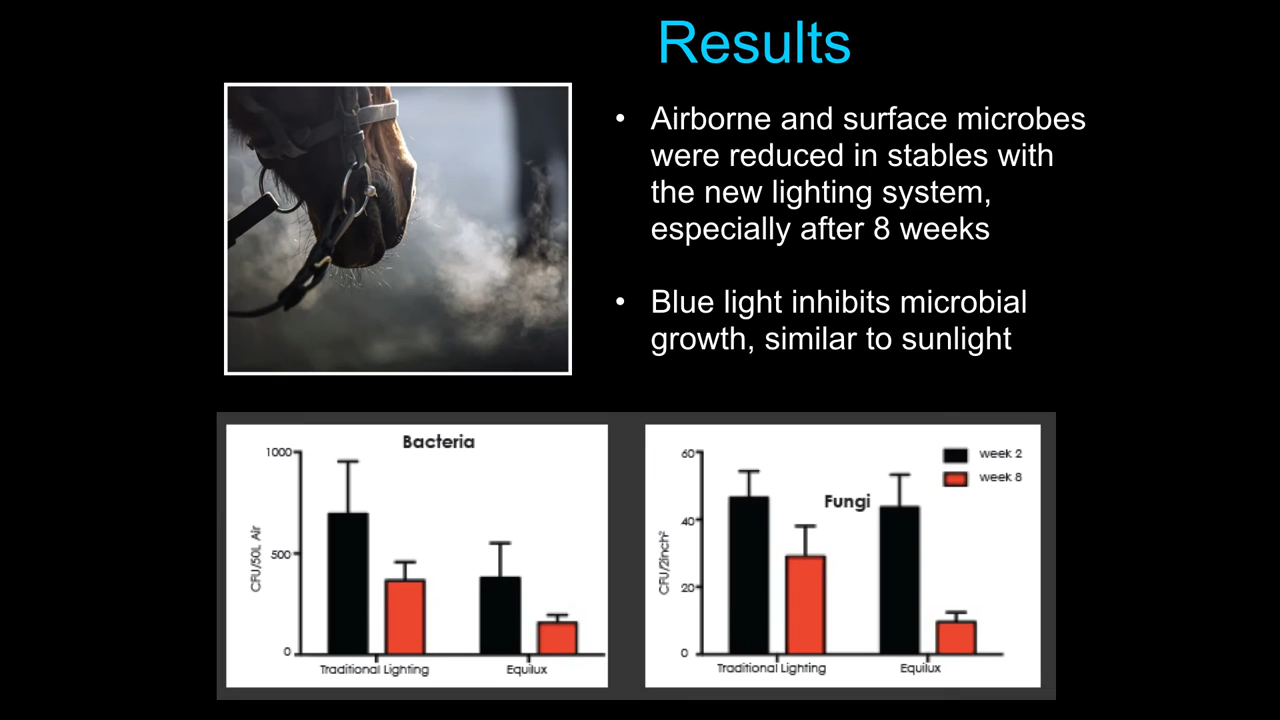 Results
• Airborne and surface microbes
were reduced in stables with
the new lighting system,
especially after 8 weeks
• Blue light inhibits microbial
growth, similar to sunlight
Bacteria
1000
500
0
CFU/50L Air
Traditional Lighting
Equilux
Fungi
60
40
20
0
CFU/2inch²
Traditional Lighting
Equilux
week 2
week 8